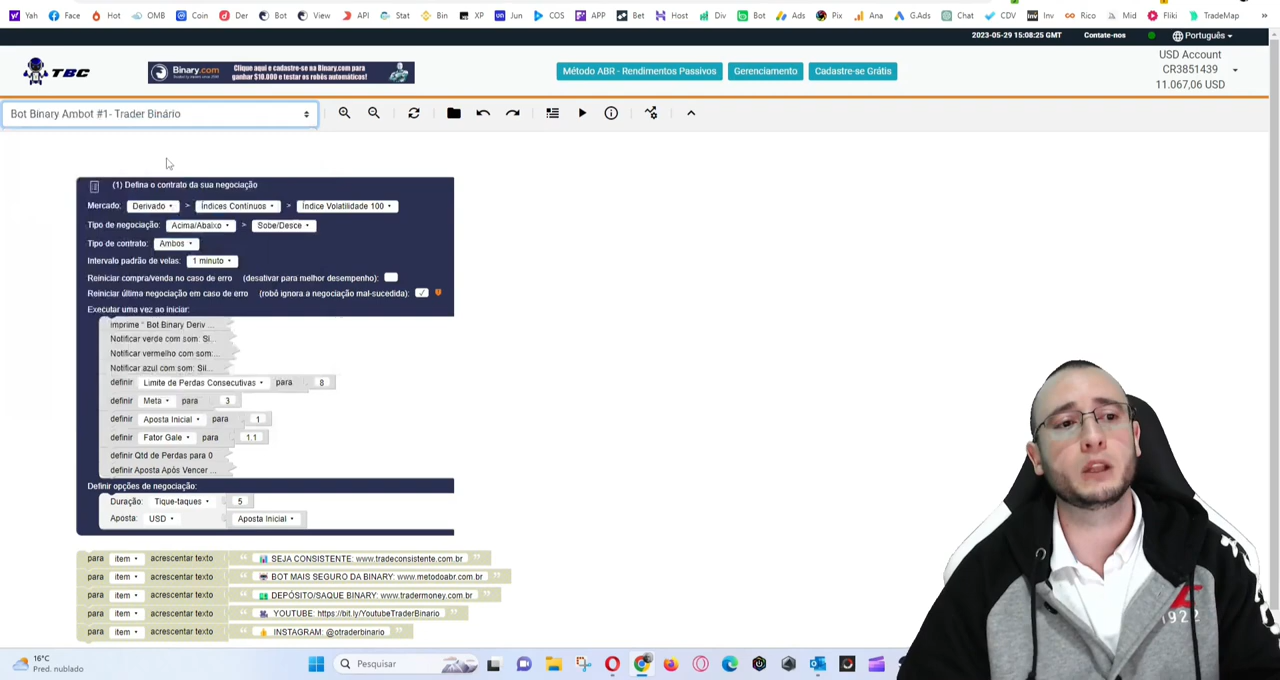 Yah Face Hot OMB Coin Der Bot View API Stat Bin XP Jun COS APP Bet Host Div Bot Ads Pix Ana G.Ads Chat CDV Inv Rico Mid Fliki TradeMap »
2023-05-29 15:08:25 GMT Contate-nos Português
TBC
Binary.com Clique aqui e cadastre-se na Binary.com para
ganhar $10.000 e testar os robôs automáticos!
Método ABR - Rendimentos Passivos Gerenciamento Cadastre-se Grátis
USD Account
CR3851439
11.067,06 USD
Bot Binary Ambot #1- Trader Binário
(1) Defina o contrato da sua negociação
Mercado: Derivado > Índices Contínuos > Índice Volatilidade 100
Tipo de negociação: Acima/Abaixo > Sobe/Desce
Tipo de contrato: Ambos
Intervalo padrão de velas: 1 minuto
Reiniciar compra/venda no caso de erro (desativar para melhor desempenho):
Reiniciar última negociação em caso de erro (robô ignora a negociação mal-sucedida):
Executar uma vez ao iniciar:
imprime " Bot Binary Deriv ...
Notificar verde com som: Si...
Notificar vermelho com som:...
Notificar azul com som: Sil...
definir Limite de Perdas Consecutivas para 8
definir Meta para 3
definir Aposta Inicial para 1
definir Fator Gale para 1.1
definir Qtd de Perdas para 0
definir Aposta Após Vencer ...
Definir opções de negociação:
Duração: Tique-taques 5
Aposta: USD Aposta Inicial
para item acrescentar texto “ SEJA CONSISTENTE: www.tradeconsistente.com.br ”
para item acrescentar texto “ BOT MAIS SEGURO DA BINARY: www.metodoabr.com.br ”
para item acrescentar texto “ DEPÓSITO/SAQUE BINARY: www.tradermoney.com.br ”
para item acrescentar texto “ YOUTUBE: https://bit.ly/YoutubeTraderBinario ”
para item acrescentar texto “ INSTAGRAM: @otraderbinario ”
1922
16°C
Pred. nublado
Pesquisar